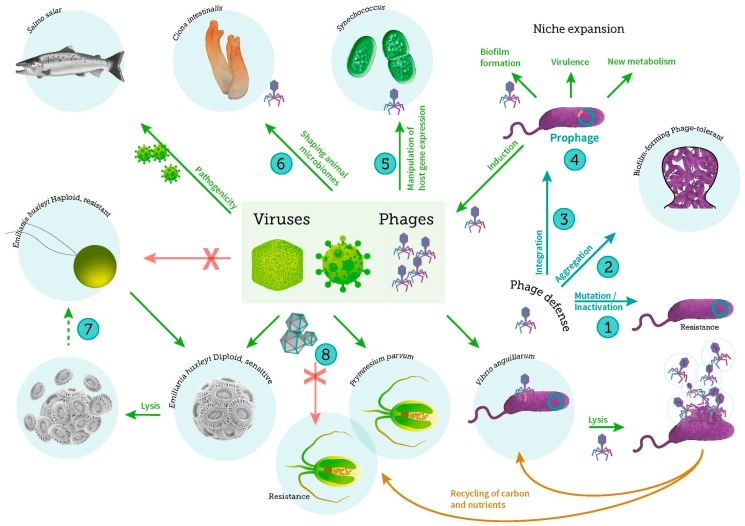 Salmo salar
Ciona intestinalis
Synechococcus
Niche expansion
Biofilm
formation
Virulence
New metabolism
Prophage
4
Induction
Biofilm-forming Phage-tolerant
Pathogenicity
6
Shaping animal
microbiomes
5
Manipulation of
host gene expression
Viruses
Phages
3
Integration
Aggregation
2
Phage defense
Mutation /
Inactivation
1
Resistance
Emiliania huxleyi Haploid, resistant
X
7
8
X
Emiliania huxleyi Diploid, sensitive
Prymnesium parvum
Vibrio anguillarum
Lysis
Lysis
Resistance
Recycling of carbon
and nutrients